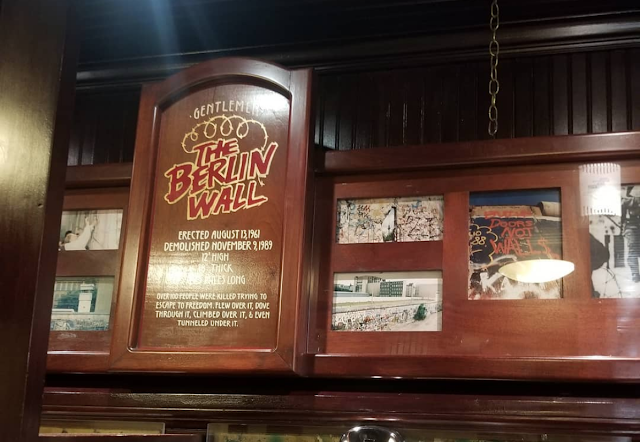 ·GENTLEMEN
THE
BERLIN
WALL
ERECTED AUGUST 13, 1961
DEMOLISHED NOVEMBER 9, 1989
12' HIGH
THICK
LONG
OVER 100 PEOPLE WERE KILLED TRYING TO
ESCAPE TO FREEDOM. FLEW OVER IT, DOVE
THROUGH IT, CLIMBED OVER IT, & EVEN
TUNNELED UNDER IT.
WALL